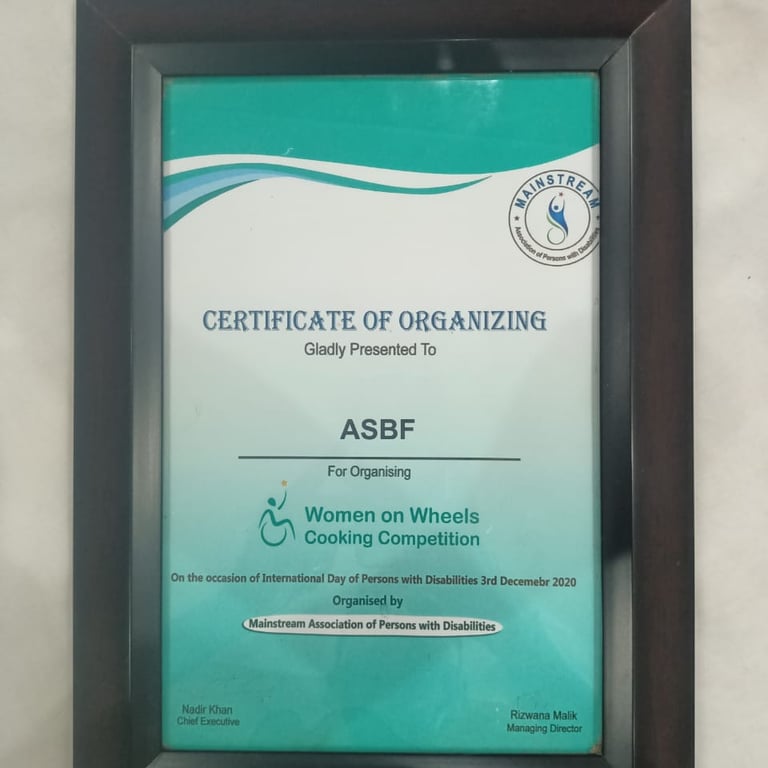 MAINSTREAM
Association of Persons with Disabilities
CERTIFICATE OF ORGANIZING
Gladly Presented To
ASBF
For Organising
Women on Wheels
Cooking Competition
On the occasion of International Day of Persons with Disabilities 3rd Decemebr 2020
Organised by
Mainstream Association of Persons with Disabilities
Nadir Khan
Chief Executive
Rizwana Malik
Managing Director